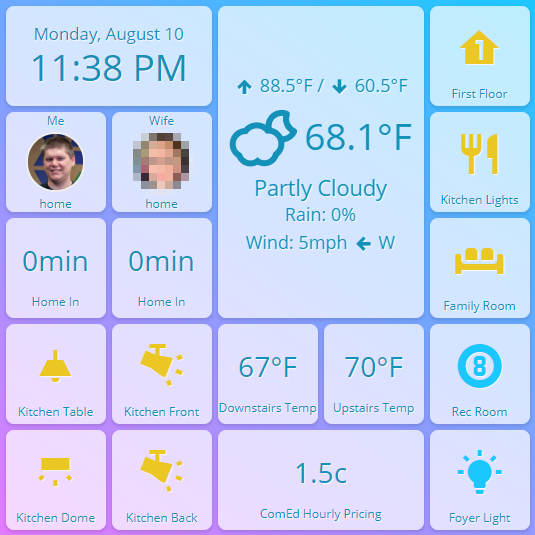 Monday, August 10
11:38 PM
Me
home
Wife
home
0min
Home In
0min
Home In
88.5°F / 60.5°F
68.1°F
Partly Cloudy
Rain: 0%
Wind: 5mph W
1
First Floor
Kitchen Lights
Family Room
Kitchen Table
Kitchen Front
67°F
Downstairs Temp
70°F
Upstairs Temp
8
Rec Room
Kitchen Dome
Kitchen Back
1.5c
ComEd Hourly Pricing
Foyer Light